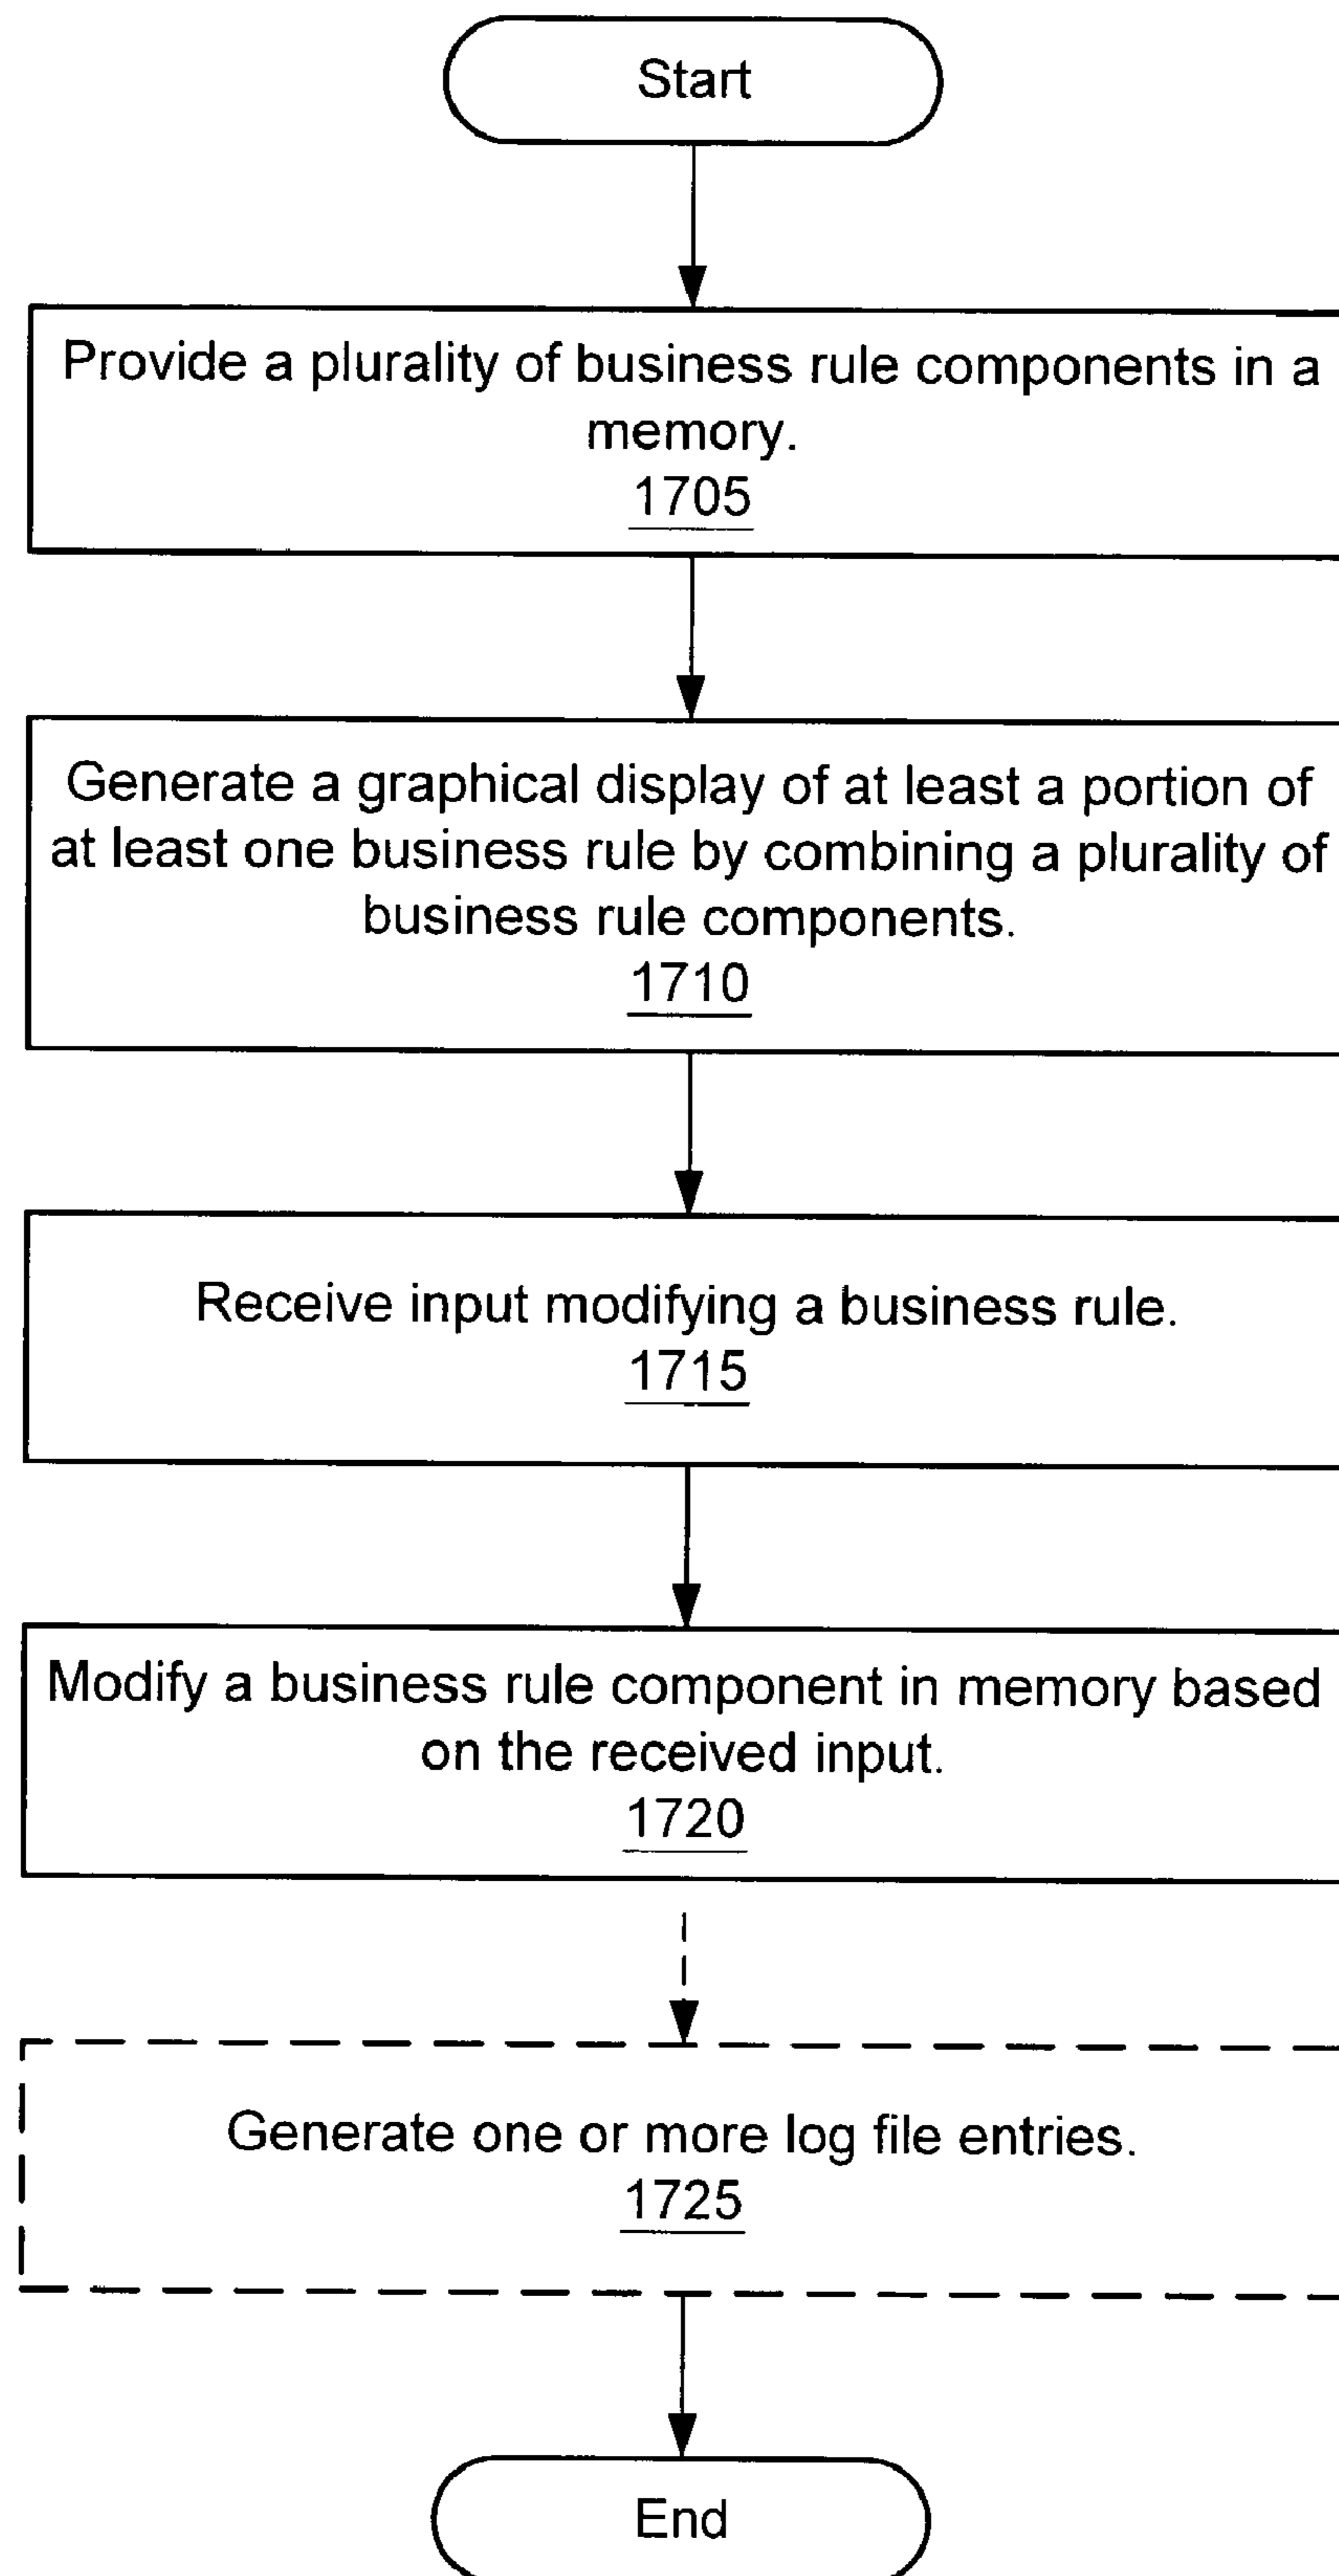 Start
Provide a plurality of business rule components in a
memory.
1705
Generate a graphical display of at least a portion of
at least one business rule by combining a plurality of
business rule components.
1710
Receive input modifying a business rule.
1715
Modify a business rule component in memory based
on the received input.
1720
Generate one or more log file entries.
1725
End